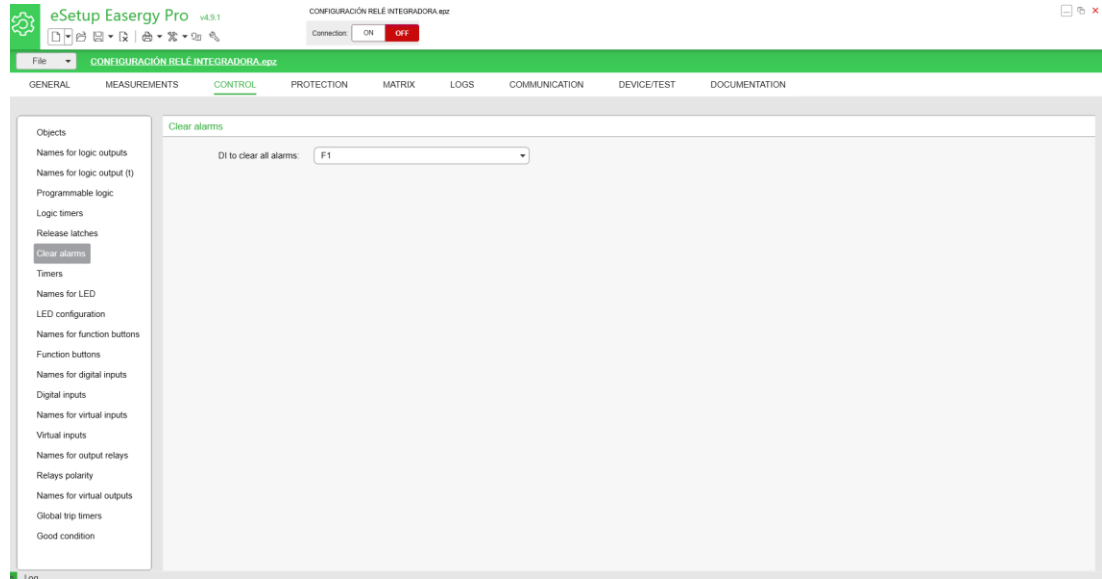 eSetup Easergy Pro v4.9.1
CONFIGURACIÓN RELÉ INTEGRADORA.epz
Connection: ON OFF
File CONFIGURACIÓN RELÉ INTEGRADORA.epz
GENERAL MEASUREMENTS CONTROL PROTECTION MATRIX LOGS COMMUNICATION DEVICE/TEST DOCUMENTATION
Objects
Names for logic outputs
Names for logic output (t)
Programmable logic
Logic timers
Release latches
Clear alarms
Timers
Names for LED
LED configuration
Names for function buttons
Function buttons
Names for digital inputs
Digital inputs
Names for virtual inputs
Virtual inputs
Names for output relays
Relays polarity
Names for virtual outputs
Global trip timers
Good condition
Clear alarms
DI to clear all alarms: F1
Log